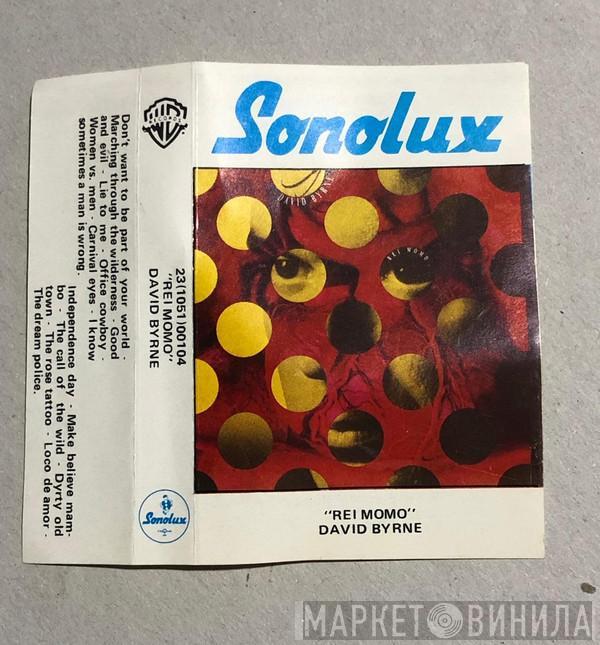 Sonolux
DAVID BYRNE
REI MOMO
"REI MOMO"
DAVID BYRNE
WB
RECORDS
23(1051)00104
"REI MOMO"
DAVID BYRNE
Sonolux
Don't want to be part of your world -
Marching through the wilderness - Good
and evil - Lie to me - Office cowboy -
Women vs. men - Carnival eyes - I know
sometimes a man is wrong.
Independence day - Make believe mam-
bo - The call of the wild - Dyrty old
town - The rose tattoo - Loco de amor -
The dream police.
МАРКЕТ ВИНИЛА